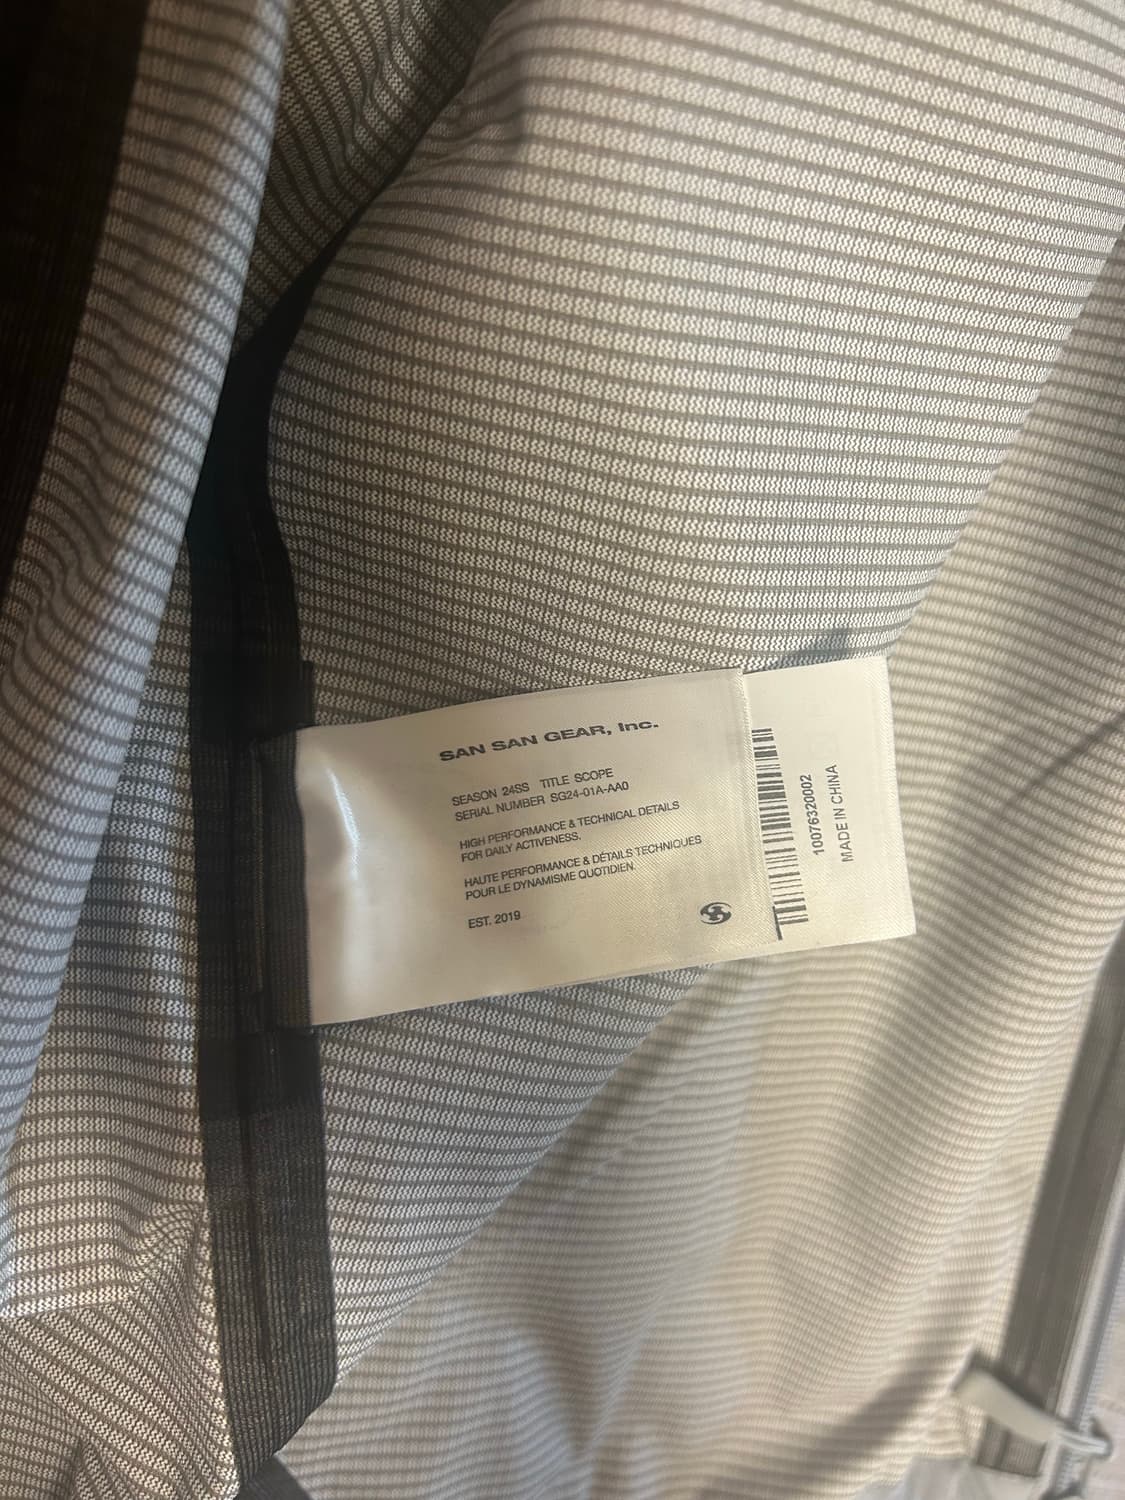 SAN SAN GEAR, Inc.
SEASON 24SS TITLE SCOPE
SERIAL NUMBER SG24-01A-AA0
HIGH PERFORMANCE & TECHNICAL DETAILS
FOR DAILY ACTIVENESS.
HAUTE PERFORMANCE & DÉTAILS TECHNIQUES
POUR LE DYNAMISME QUOTIDIEN.
EST. 2019
10076320002
MADE IN CHINA